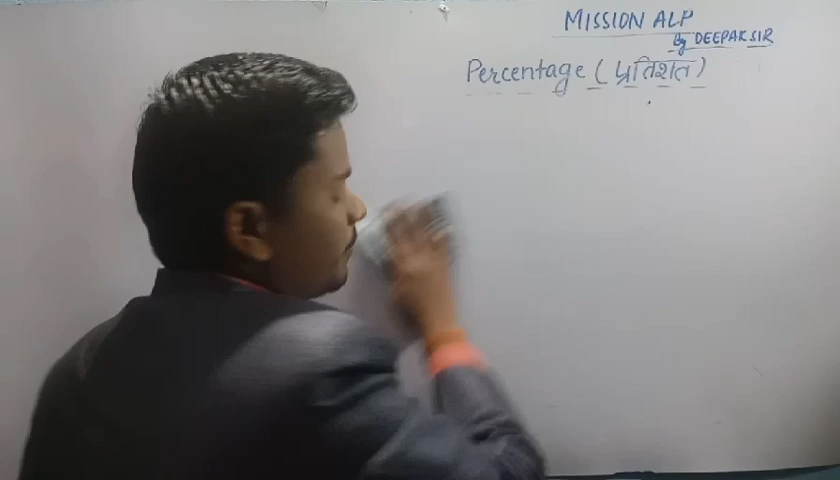 MISSION ALP
By DEEPAK SIR
Percentage (प्रतिशत)